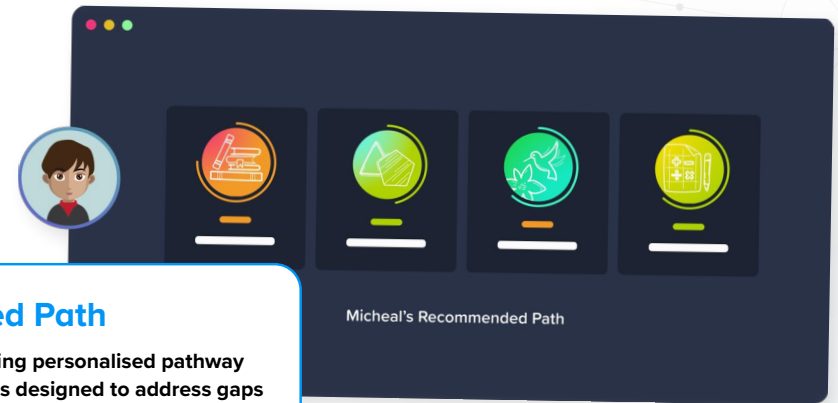 Micheal's Recommended Path
ed Path
ing personalised pathway
s designed to address gaps